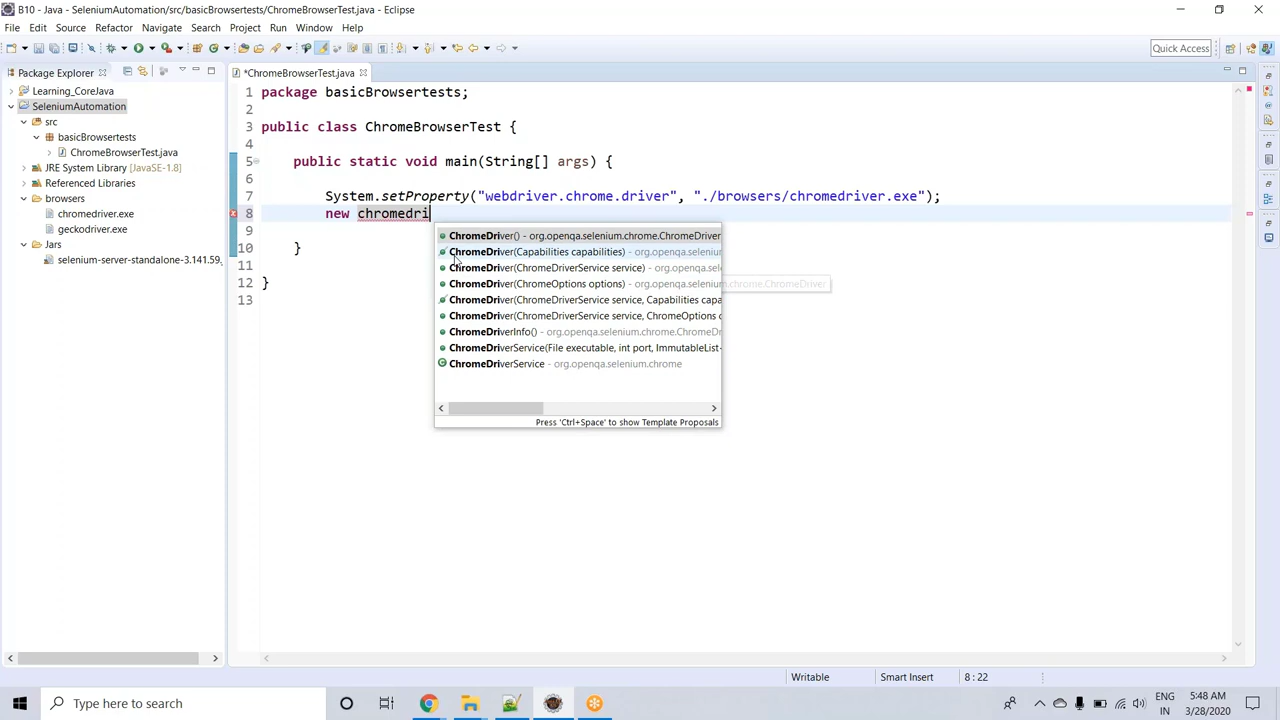 B10 - Java - SeleniumAutomation/src/basicBrowsertests/ChromeBrowserTest.java - Eclipse
File Edit Source Refactor Navigate Search Project Run Window Help
Quick Access
Package Explorer
*ChromeBrowserTest.java
Learning_CoreJava
SeleniumAutomation
src
basicBrowsertests
ChromeBrowserTest.java
JRE System Library [JavaSE-1.8]
Referenced Libraries
browsers
chromedriver.exe
geckodriver.exe
Jars
selenium-server-standalone-3.141.59.
1 package basicBrowsertests;
2
3 public class ChromeBrowserTest {
4
5 public static void main(String[] args) {
6
7 System.setProperty("webdriver.chrome.driver", "./browsers/chromedriver.exe");
8 new chromedri
9
10 }
11
12 }
13
ChromeDriver() - org.openqa.selenium.chrome.ChromeDriver
ChromeDriver(Capabilities capabilities) - org.openqa.seleniun
ChromeDriver(ChromeDriverService service) - org.openqa.sele
ChromeDriver(ChromeOptions options) - org.openqa.selenium.chrome.ChromeDriver
ChromeDriver(ChromeDriverService service, Capabilities capa
ChromeDriver(ChromeDriverService service, ChromeOptions c
ChromeDriverInfo() - org.openqa.selenium.chrome.ChromeDr
ChromeDriverService(File executable, int port, ImmutableList
ChromeDriverService - org.openqa.selenium.chrome
Press 'Ctrl+Space' to show Template Proposals
Writable Smart Insert 8 : 22
Type here to search
ENG
IN
5:48 AM
3/28/2020